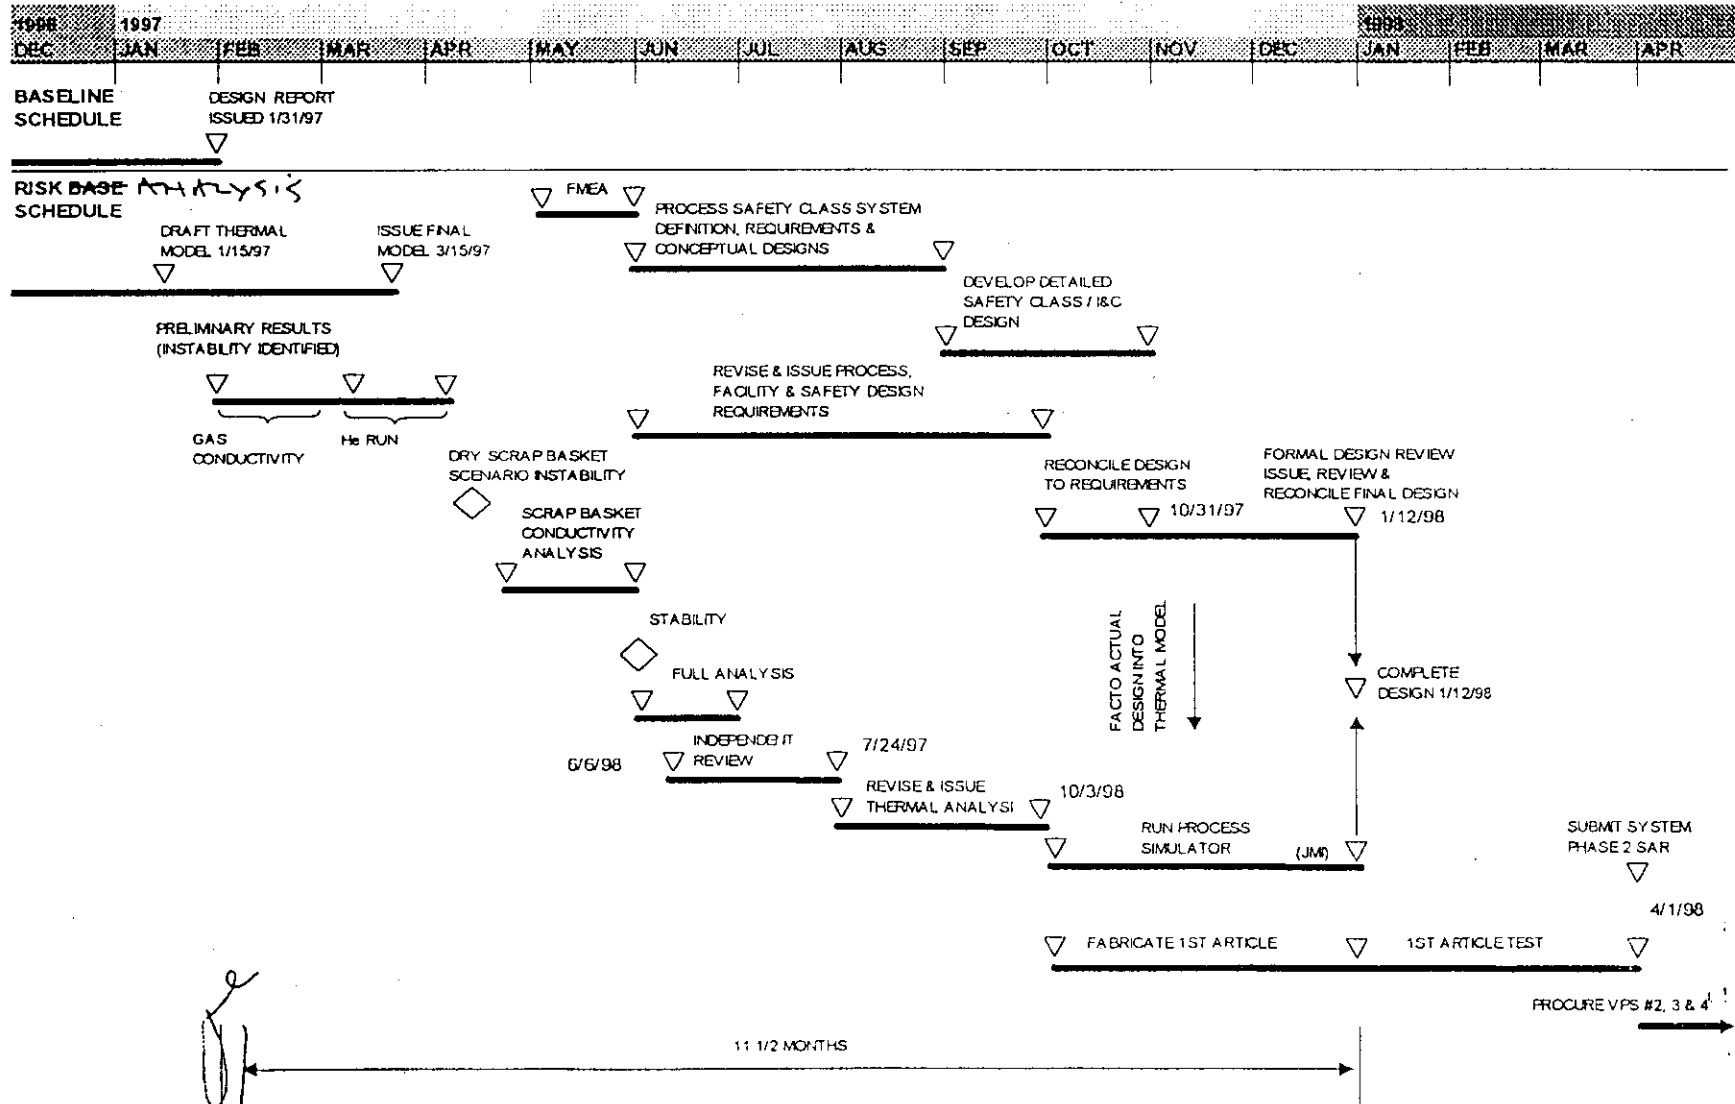 1996 1997 1998
DEC JAN FEB MAR APR MAY JUN JUL AUG SEP OCT NOV DEC JAN FEB MAR APR
BASELINE
SCHEDULE
DESIGN REPORT
ISSUED 1/31/97
RISK BASE ANALYSIS
SCHEDULE
FMEA
PROCESS SAFETY CLASS SYSTEM
DEFINITION, REQUIREMENTS &
CONCEPTUAL DESIGNS
DRAFT THERMAL
MODEL 1/15/97
ISSUE FINAL
MODEL 3/15/97
DEVELOP DETAILED
SAFETY CLASS / I&C
DESIGN
PRELIMNARY RESULTS
(INSTABILITY IDENTIFIED)
REVISE & ISSUE PROCESS,
FACILITY & SAFETY DESIGN
REQUIREMENTS
GAS
CONDUCTIVITY
He RUN
DRY SCRAP BASKET
SCENARIO INSTABILITY
RECONCILE DESIGN
TO REQUIREMENTS
10/31/97
FORMAL DESIGN REVIEW
ISSUE, REVIEW &
RECONCILE FINAL DESIGN
1/12/98
SCRAP BASKET
CONDUCTIVITY
ANALYSIS
STABILITY
FACTO ACTUAL
DESIGN INTO
THERMAL MODEL
FULL ANALYSIS
COMPLETE
DESIGN 1/12/98
6/6/98
INDEPENDENT
REVIEW
7/24/97
REVISE & ISSUE
THERMAL ANALYSI
10/3/98
RUN PROCESS
SIMULATOR
(JMI)
SUBMIT SYSTEM
PHASE 2 SAR
4/1/98
FABRICATE 1ST ARTICLE
1ST ARTICLE TEST
PROCURE VPS #2, 3 & 4
11 1/2 MONTHS